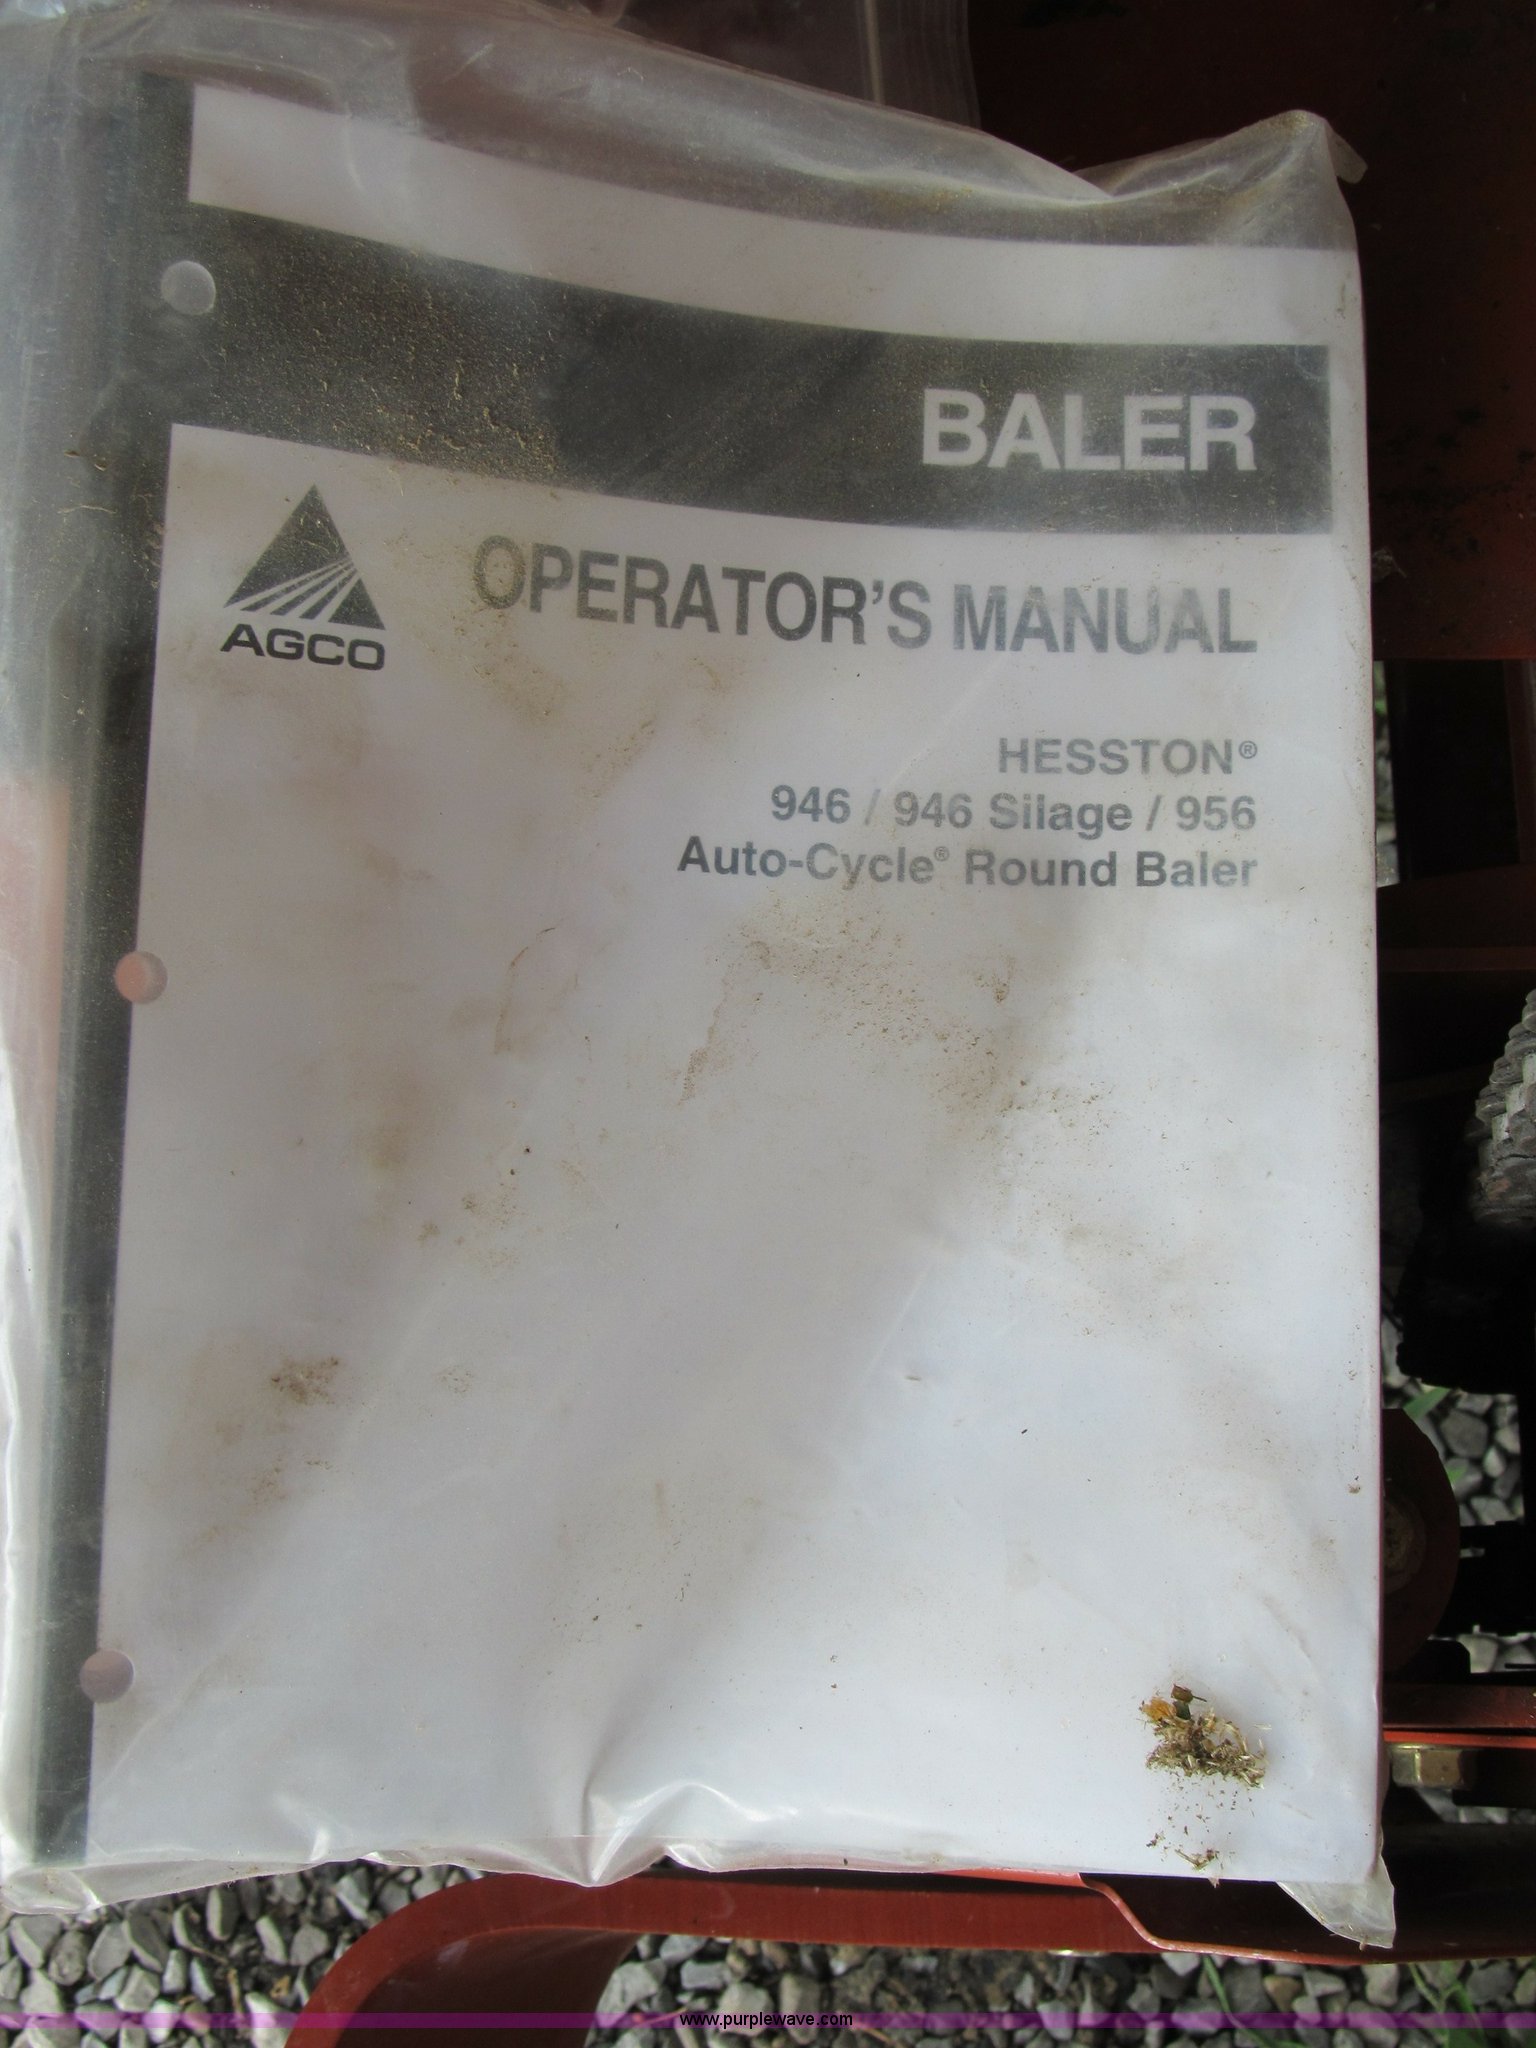 BALER
AGCO
OPERATOR'S MANUAL
HESSTON®
946 / 946 Silage / 956
Auto-Cycle® Round Baler
www.purplewave.com